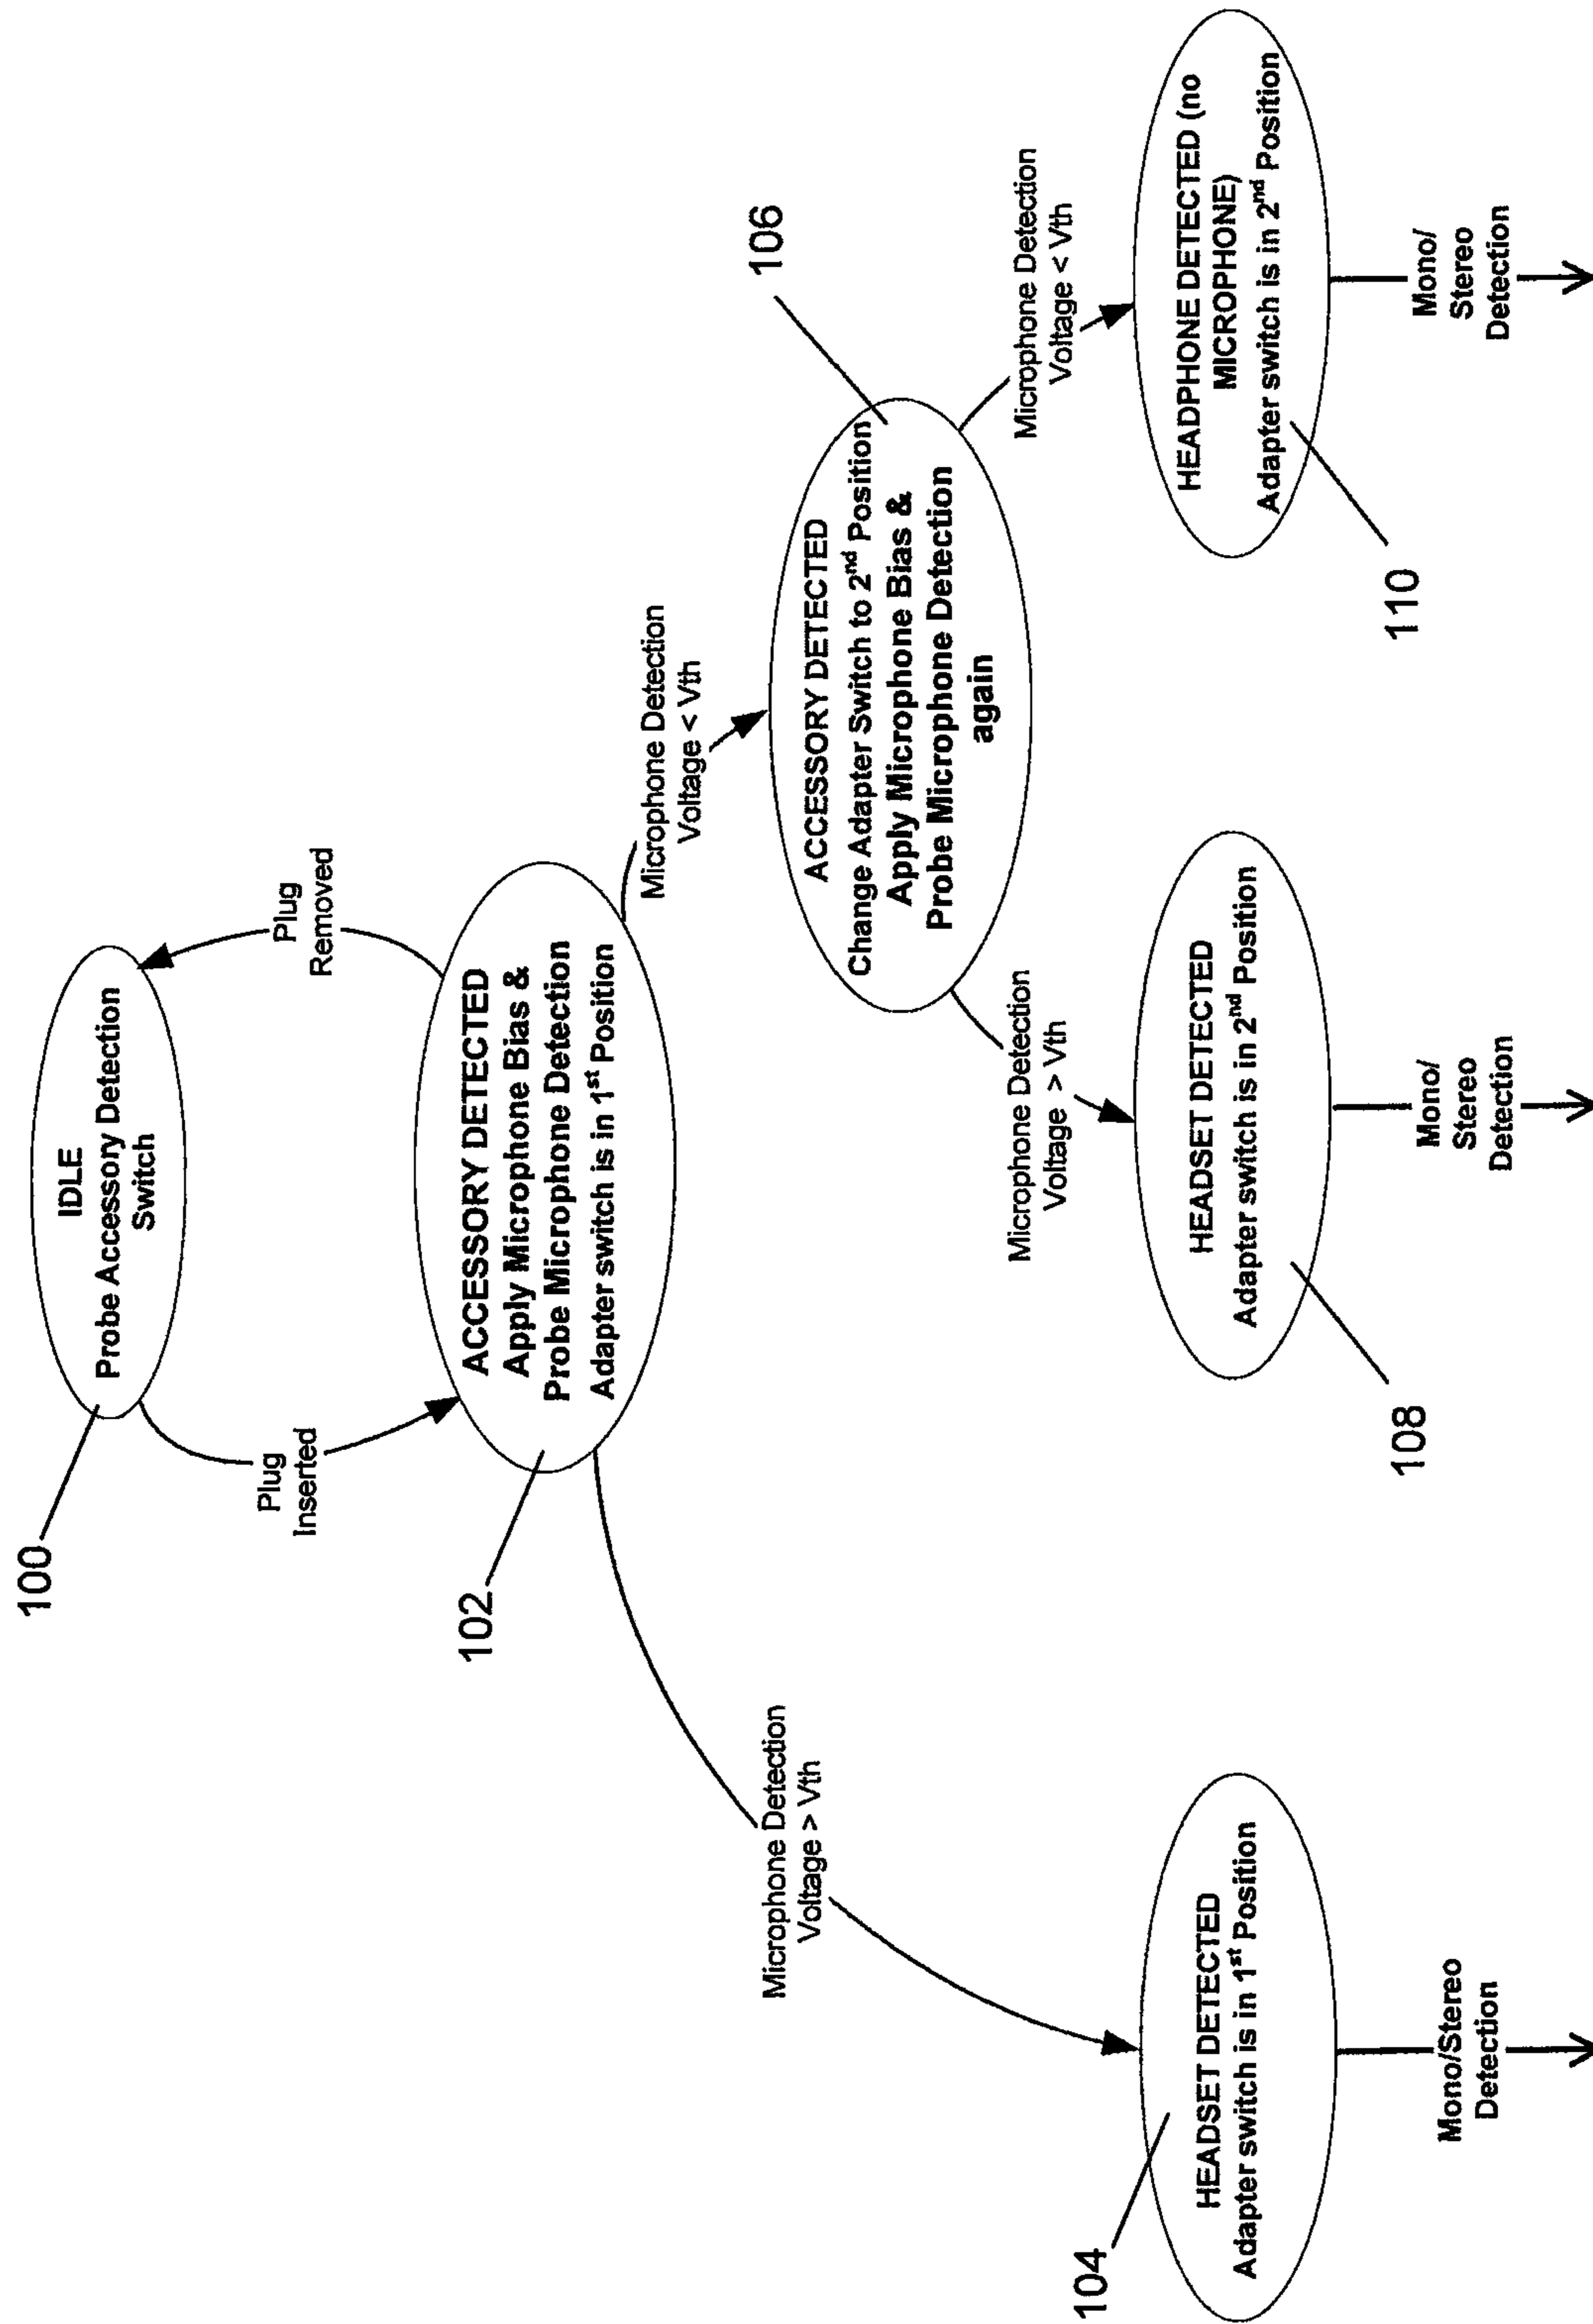 100
IDLE
Probe Accessory Detection
Switch
Plug
Inserted
Plug
Removed
102
ACCESSORY DETECTED
Apply Microphone Bias &
Probe Microphone Detection
Adapter switch is in 1st Position
Microphone Detection
Voltage > Vth
Microphone Detection
Voltage < Vth
106
ACCESSORY DETECTED
Change Adapter Switch to 2nd Position
Apply Microphone Bias &
Probe Microphone Detection
again
Microphone Detection
Voltage > Vth
Microphone Detection
Voltage < Vth
104
HEADSET DETECTED
Adapter switch is in 1st Position
Mono/Stereo
Detection
108
HEADSET DETECTED
Adapter switch is in 2nd Position
Mono/
Stereo
Detection
110
HEADPHONE DETECTED (no
MICROPHONE)
Adapter switch is in 2nd Position
Mono/
Stereo
Detection